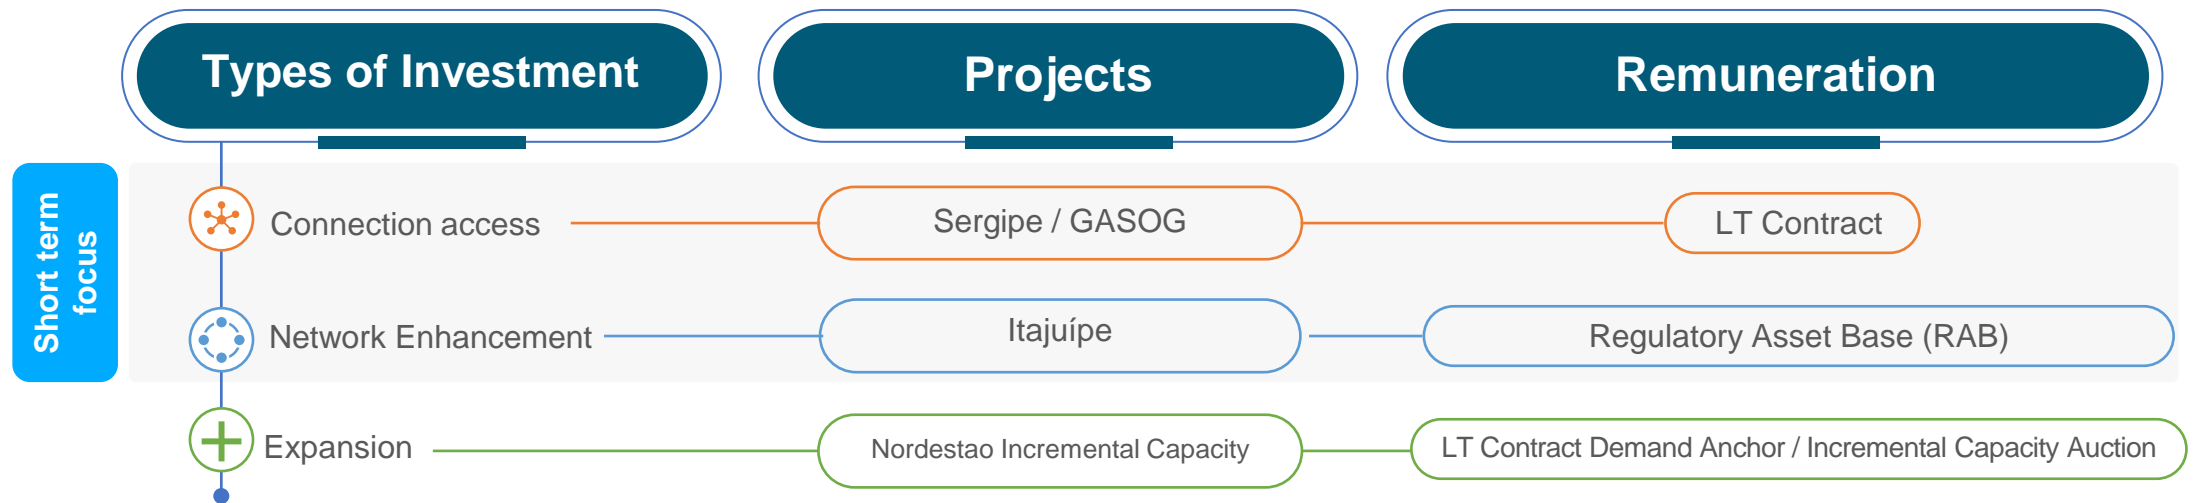 Types of Investment
Projects
Remuneration
Short term
focus
Connection access
Sergipe / GASOG
LT Contract
Network Enhancement
Itajuípe
Regulatory Asset Base (RAB)
Expansion
Nordestao Incremental Capacity
LT Contract Demand Anchor / Incremental Capacity Auction